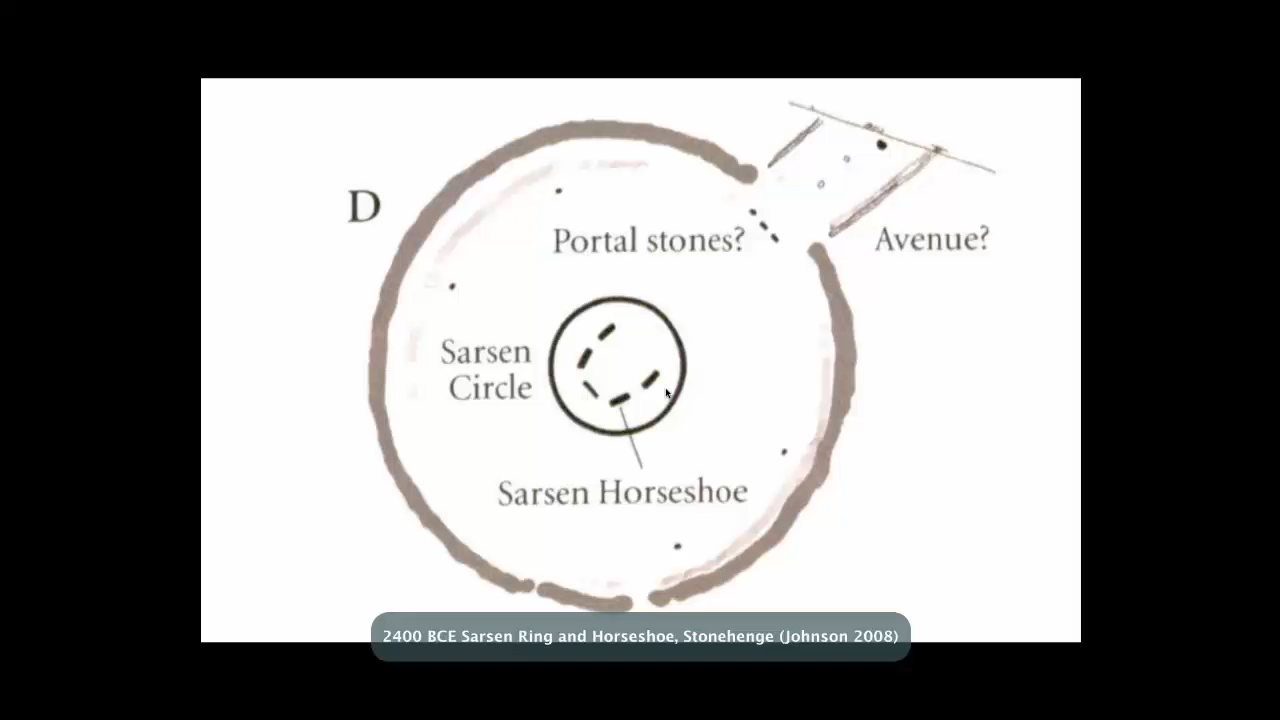 D
Portal stones?
Avenue?
Sarsen
Circle
Sarsen Horseshoe
2400 BCE Sarsen Ring and Horseshoe, Stonehenge (Johnson 2008)